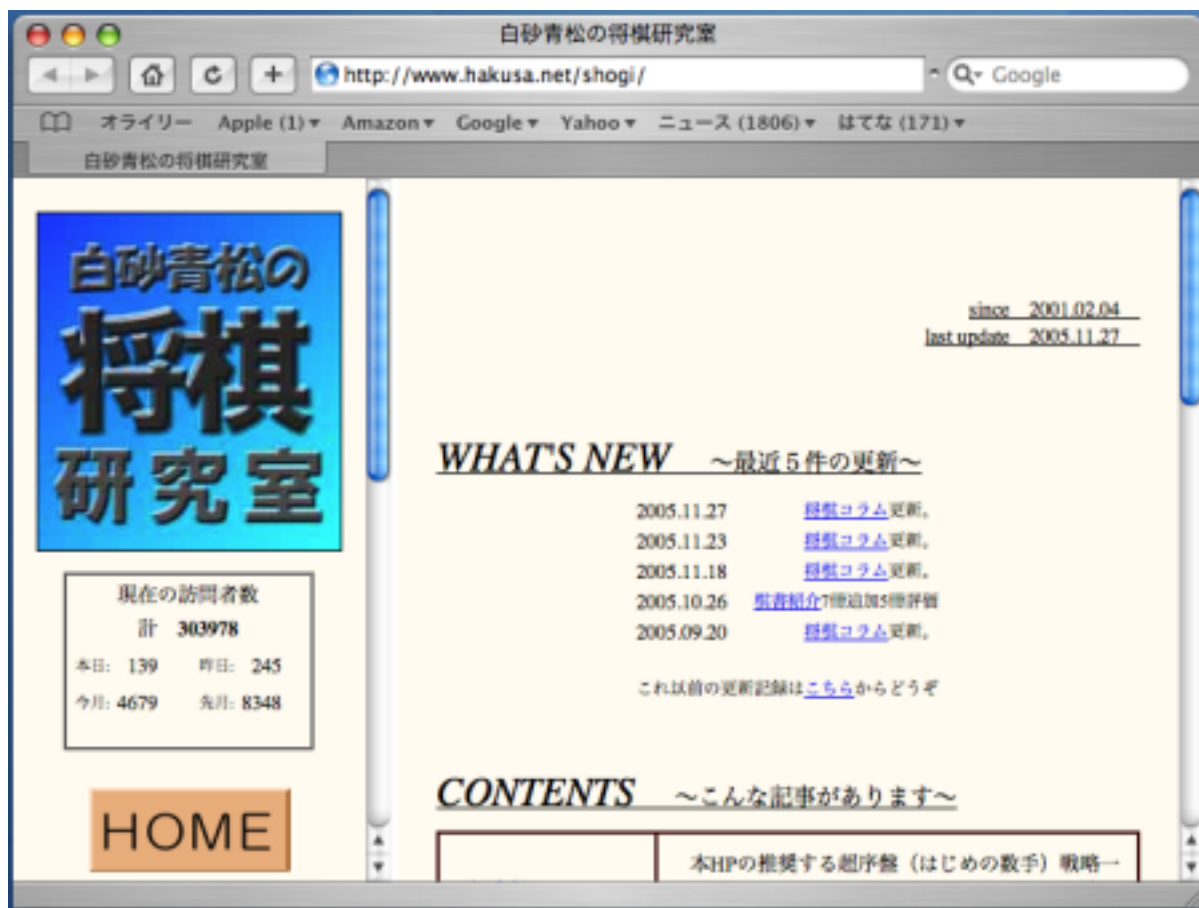 白砂青松の将棋研究室
http://www.hakusa.net/shogi/
Google
オライリー Apple (1) Amazon Google Yahoo ニュース (1806) はてな (171)
白砂青松の将棋研究室
白砂青松の
将棋
研究室
現在の訪問者数
計 303978
本日: 139 昨日: 245
今月: 4679 先月: 8348
HOME
since 2001.02.04
last update 2005.11.27
WHAT'S NEW ～最近５件の更新～
2005.11.27 将棋コラム更新。
2005.11.23 将棋コラム更新。
2005.11.18 将棋コラム更新。
2005.10.26 棋書紹介7冊追加5冊評価
2005.09.20 将棋コラム更新。
これ以前の更新記録はこちらからどうぞ
CONTENTS ～こんな記事があります～
本HPの推奨する超序盤（はじめの数手）戦略一